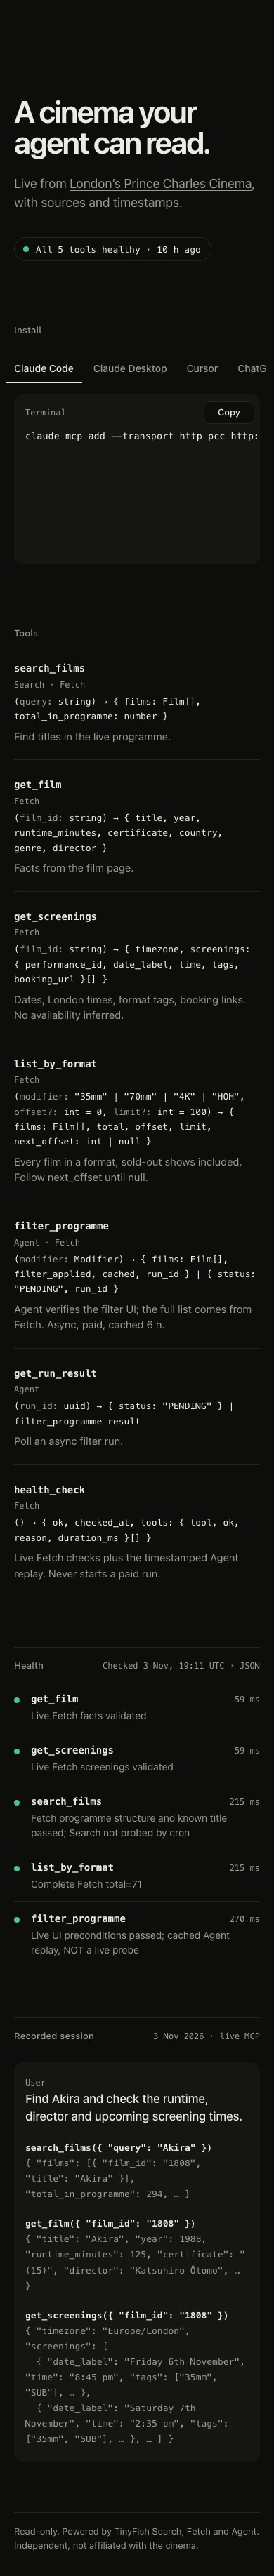 A cinema your
agent can read.
Live from London's Prince Charles Cinema,
with sources and timestamps.
All 5 tools healthy · 10 h ago
Install
Claude Code Claude Desktop Cursor ChatG
Terminal Copy
claude mcp add --transport http pcc http:
Tools
search_films
Search · Fetch
(query: string) → { films: Film[],
total_in_programme: number }
Find titles in the live programme.
get_film
Fetch
(film_id: string) → { title, year,
runtime_minutes, certificate, country,
genre, director }
Facts from the film page.
get_screenings
Fetch
(film_id: string) → { timezone, screenings:
{ performance_id, date_label, time, tags,
booking_url }[] }
Dates, London times, format tags, booking links.
No availability inferred.
list_by_format
Fetch
(modifier: "35mm" | "70mm" | "4K" | "HOH",
offset?: int = 0, limit?: int = 100) → {
films: Film[], total, offset, limit,
next_offset: int | null }
Every film in a format, sold-out shows included.
Follow next_offset until null.
filter_programme
Agent · Fetch
(modifier: Modifier) → { films: Film[],
filter_applied, cached, run_id } | { status:
"PENDING", run_id }
Agent verifies the filter UI; the full list comes from
Fetch. Async, paid, cached 6 h.
get_run_result
Agent
(run_id: uuid) → { status: "PENDING" } |
filter_programme result
Poll an async filter run.
health_check
Fetch
() → { ok, checked_at, tools: { tool, ok,
reason, duration_ms }[] }
Live Fetch checks plus the timestamped Agent
replay. Never starts a paid run.
Health Checked 3 Nov, 19:11 UTC · JSON
get_film 59 ms
Live Fetch facts validated
get_screenings 59 ms
Live Fetch screenings validated
search_films 215 ms
Fetch programme structure and known title
passed; Search not probed by cron
list_by_format 215 ms
Complete Fetch total=71
filter_programme 270 ms
Live UI preconditions passed; cached Agent
replay, NOT a live probe
Recorded session 3 Nov 2026 · live MCP
User
Find Akira and check the runtime,
director and upcoming screening times.
search_films({ "query": "Akira" })
{ "films": [{ "film_id": "1808",
"title": "Akira" }],
"total_in_programme": 294, … }
get_film({ "film_id": "1808" })
{ "title": "Akira", "year": 1988,
"runtime_minutes": 125, "certificate": "
(15)", "director": "Katsuhiro Ōtomo", …
}
get_screenings({ "film_id": "1808" })
{ "timezone": "Europe/London",
"screenings": [
{ "date_label": "Friday 6th November",
"time": "8:45 pm", "tags": ["35mm",
"SUB"], … },
{ "date_label": "Saturday 7th
November", "time": "2:35 pm", "tags":
["35mm", "SUB"], … }, … ] }
Read-only. Powered by TinyFish Search, Fetch and Agent.
Independent, not affiliated with the cinema.